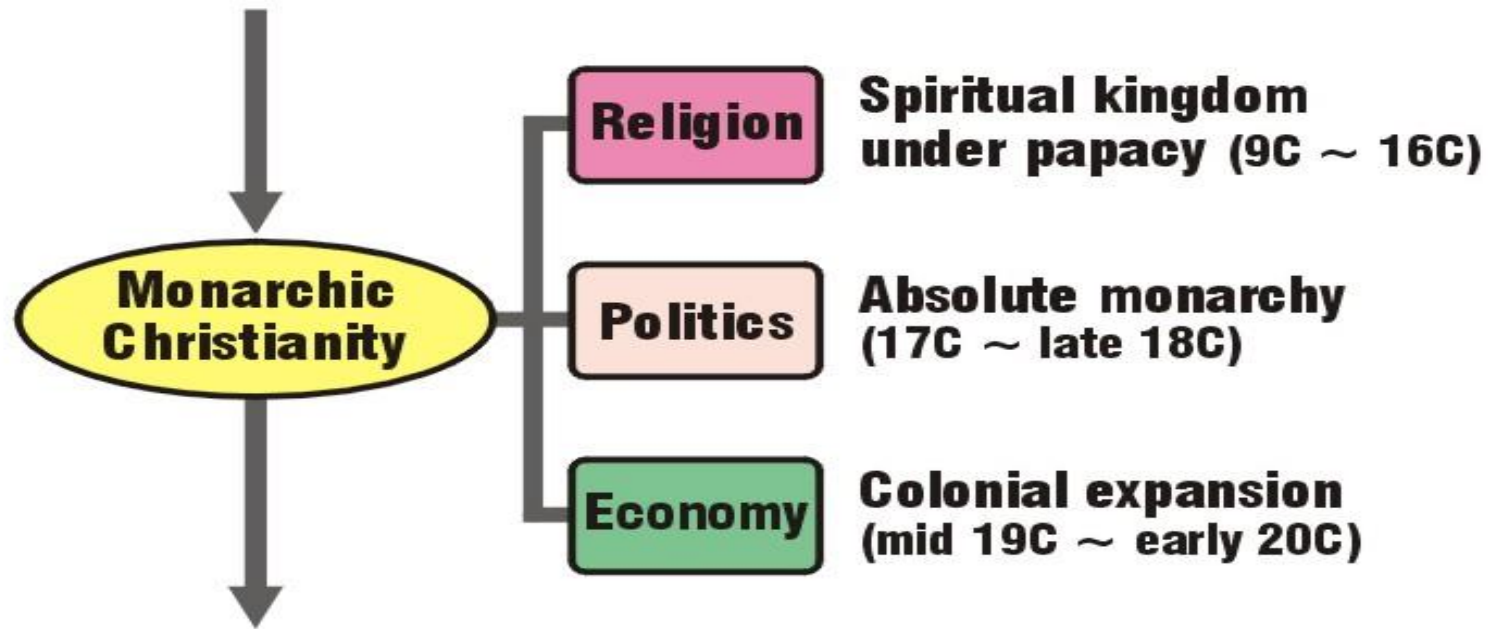 Monarchic
Christianity
Religion
Spiritual kingdom
under papacy (9C ~ 16C)
Politics
Absolute monarchy
(17C ~ late 18C)
Economy
Colonial expansion
(mid 19C ~ early 20C)